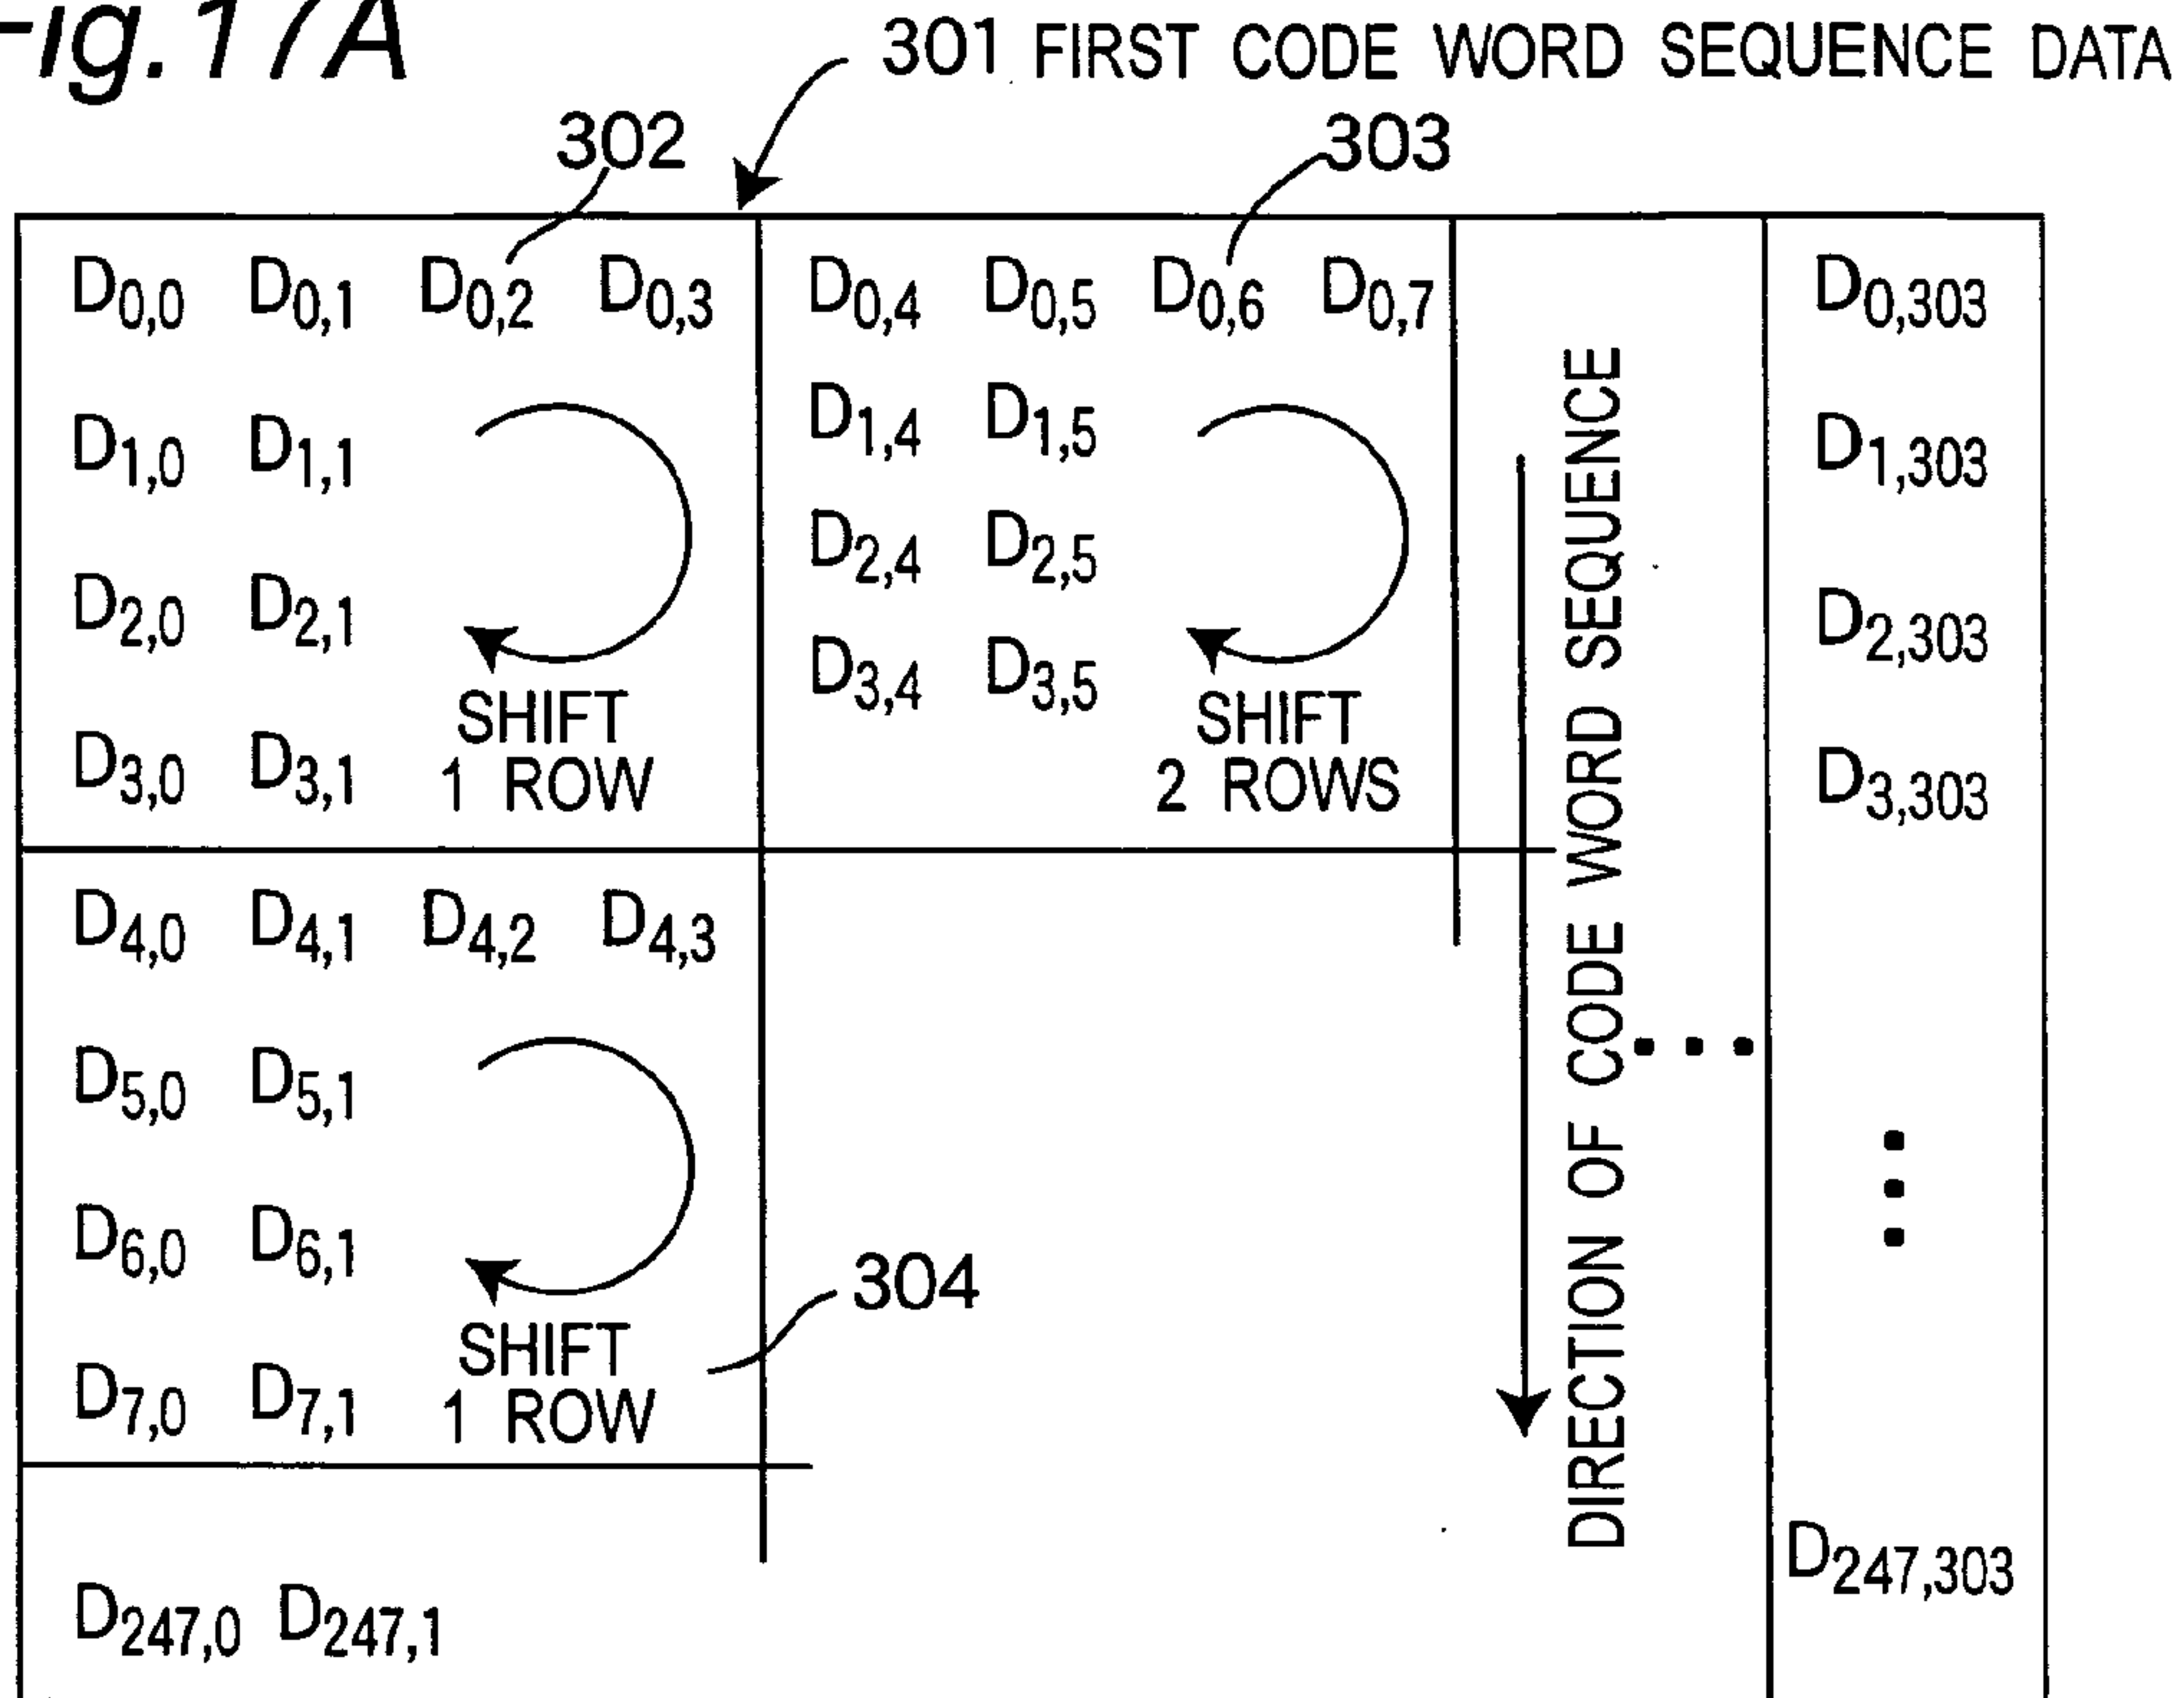 Fig. 17A
301 FIRST CODE WORD SEQUENCE DATA
302
303
D0,0 D0,1 D0,2 D0,3 D0,4 D0,5 D0,6 D0,7 D0,303
D1,0 D1,1 D1,4 D1,5 D1,303
D2,0 D2,1 D2,4 D2,5 D2,303
D3,0 D3,1 D3,4 D3,5 D3,303
SHIFT
1 ROW
SHIFT
2 ROWS
DIRECTION OF CODE WORD SEQUENCE
D4,0 D4,1 D4,2 D4,3
D5,0 D5,1
D6,0 D6,1
D7,0 D7,1
SHIFT
1 ROW
304
D247,0 D247,1 D247,303